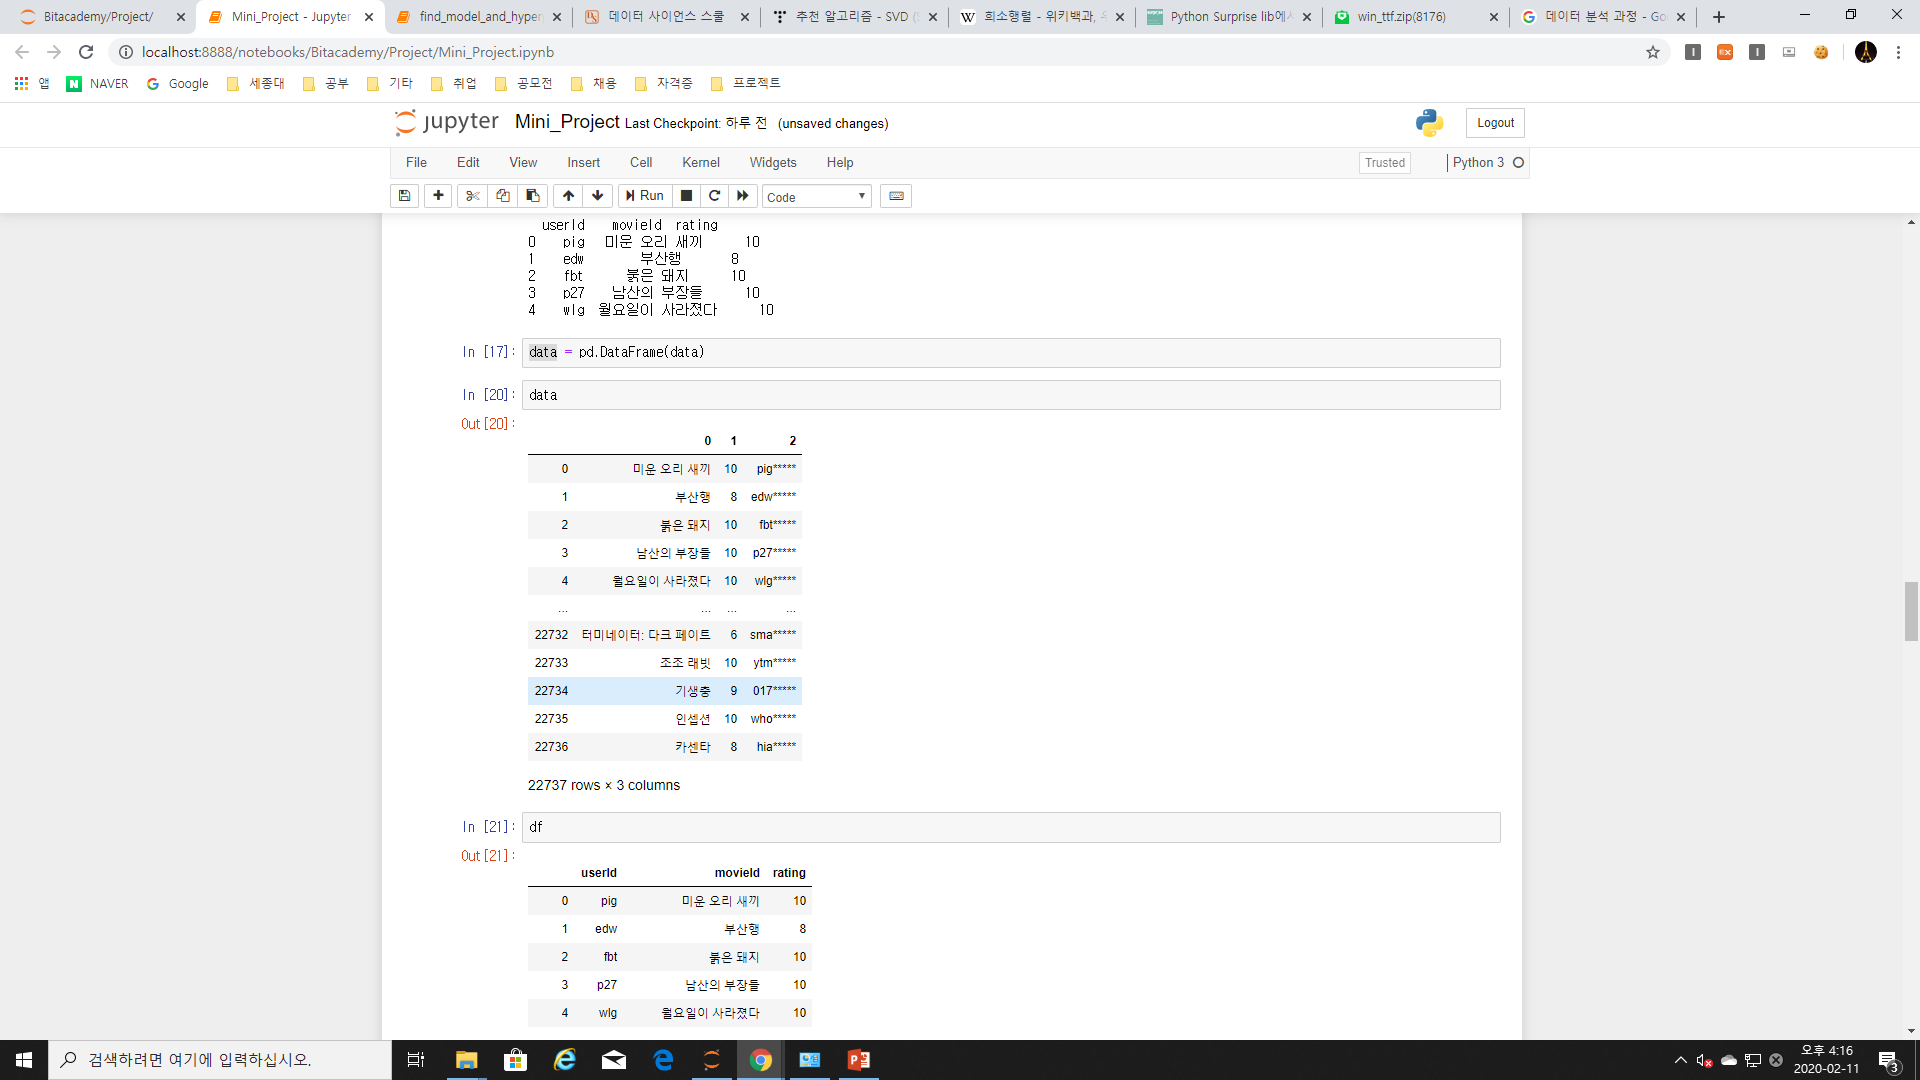 Bitacademy/Project/
Mini_Project - Jupyter
find_model_and_hyper
데이터 사이언스 스쿨
추천 알고리즘 - SVD (
희소행렬 - 위키백과,
Python Surprise lib에서
win_ttf.zip(8176)
데이터 분석 과정 - Go
localhost:8888/notebooks/Bitacademy/Project/Mini_Project.ipynb
앱 NAVER Google 세종대 공부 기타 취업 공모전 채용 자격증 프로젝트
jupyter Mini_Project Last Checkpoint: 하루 전 (unsaved changes) Logout
File Edit View Insert Cell Kernel Widgets Help Trusted Python 3
Run Code
userId movieId rating
0 pig 미운 오리 새끼 10
1 edw 부산행 8
2 fbt 붉은 돼지 10
3 p27 남산의 부장들 10
4 wlg 월요일이 사라졌다 10
In [17]: data = pd.DataFrame(data)
In [20]: data
Out[20]:
0 1 2
0 미운 오리 새끼 10 pig*****
1 부산행 8 edw*****
2 붉은 돼지 10 fbt*****
3 남산의 부장들 10 p27*****
4 월요일이 사라졌다 10 wlg*****
... ... ... ...
22732 터미네이터: 다크 페이트 6 sma*****
22733 조조 래빗 10 ytm*****
22734 기생충 9 017*****
22735 인셉션 10 who*****
22736 카센타 8 hia*****
22737 rows × 3 columns
In [21]: df
Out[21]:
userId movieId rating
0 pig 미운 오리 새끼 10
1 edw 부산행 8
2 fbt 붉은 돼지 10
3 p27 남산의 부장들 10
4 wlg 월요일이 사라졌다 10
검색하려면 여기에 입력하십시오.
오후 4:16
2020-02-11
3